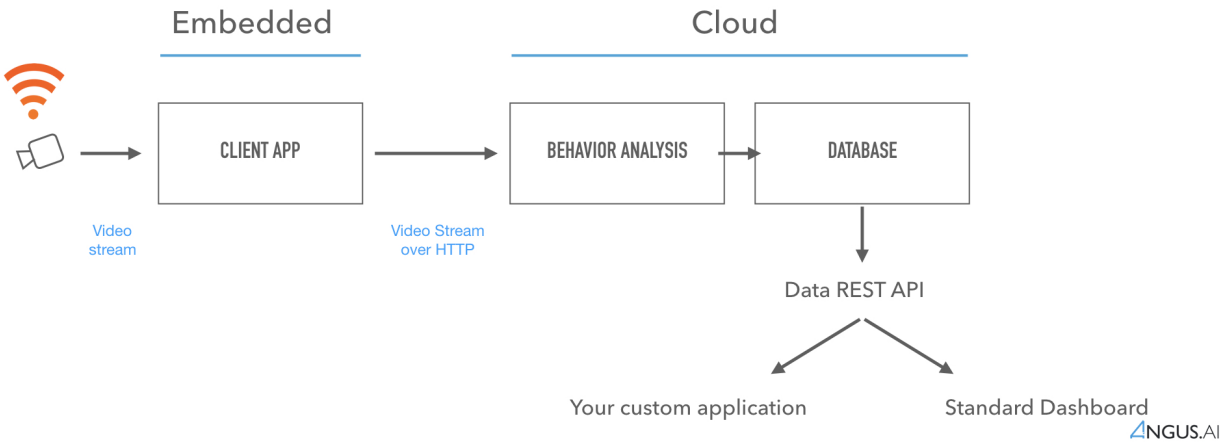 Embedded
Cloud
CLIENT APP
BEHAVIOR ANALYSIS
DATABASE
Video
stream
Video Stream
over HTTP
Data REST API
Your custom application
Standard Dashboard
ANGUS.AI